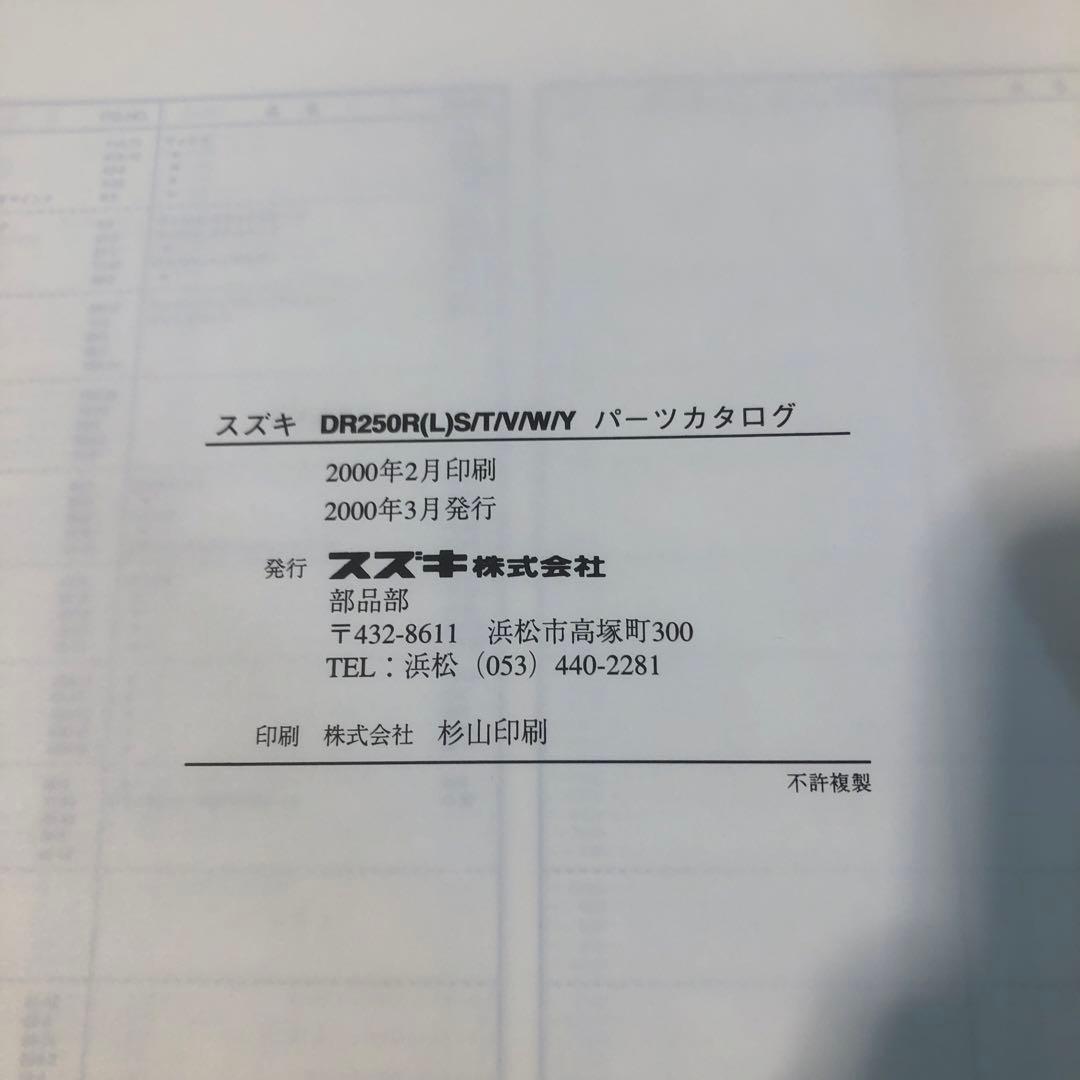 スズキ DR250R(L)S/T/V/W/Y パーツカタログ
2000年2月印刷
2000年3月発行
発行 スズキ株式会社
部品部
〒432-8611 浜松市高塚町300
TEL：浜松（053）440-2281
印刷 株式会社 杉山印刷
不許複製